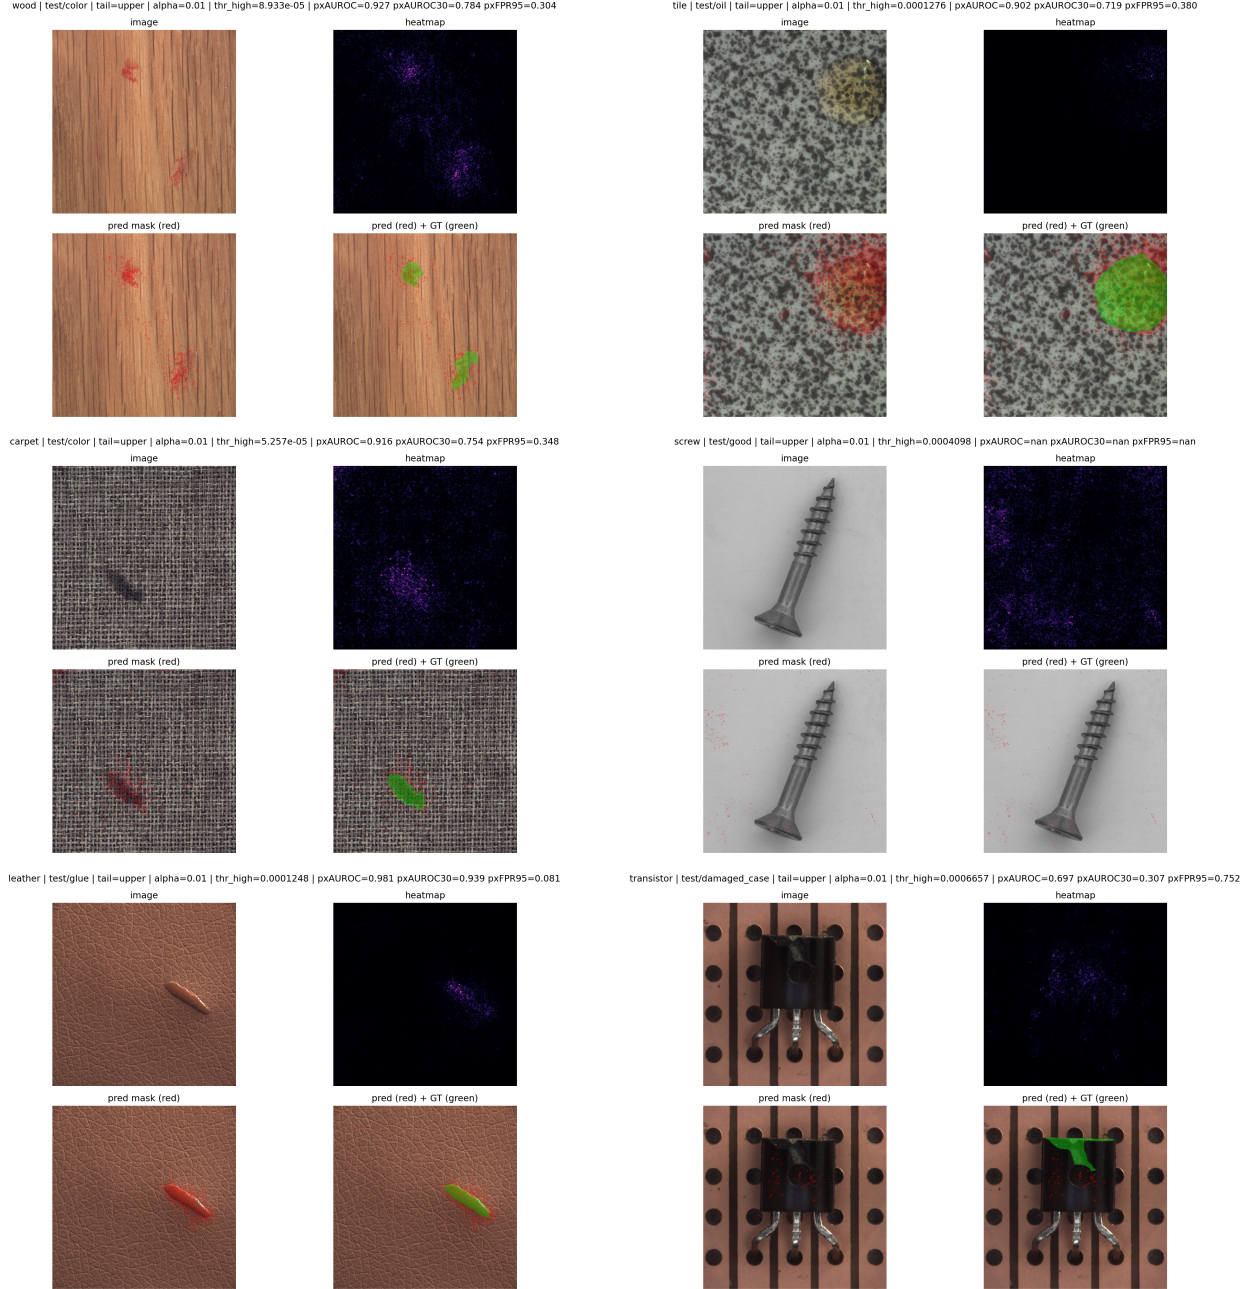 wood | test/color | tail=upper | alpha=0.01 | thr_high=8.933e-05 | pxAUROC=0.927 pxAUROC30=0.784 pxFPR95=0.304
image
heatmap
pred mask (red)
pred (red) + GT (green)
tile | test/oil | tail=upper | alpha=0.01 | thr_high=0.0001276 | pxAUROC=0.902 pxAUROC30=0.719 pxFPR95=0.380
image
heatmap
pred mask (red)
pred (red) + GT (green)
carpet | test/color | tail=upper | alpha=0.01 | thr_high=5.257e-05 | pxAUROC=0.916 pxAUROC30=0.754 pxFPR95=0.348
image
heatmap
pred mask (red)
pred (red) + GT (green)
screw | test/good | tail=upper | alpha=0.01 | thr_high=0.0004098 | pxAUROC=nan pxAUROC30=nan pxFPR95=nan
image
heatmap
pred mask (red)
pred (red) + GT (green)
leather | test/glue | tail=upper | alpha=0.01 | thr_high=0.0001248 | pxAUROC=0.981 pxAUROC30=0.939 pxFPR95=0.081
image
heatmap
pred mask (red)
pred (red) + GT (green)
transistor | test/damaged_case | tail=upper | alpha=0.01 | thr_high=0.0006657 | pxAUROC=0.697 pxAUROC30=0.307 pxFPR95=0.752
image
heatmap
pred mask (red)
pred (red) + GT (green)